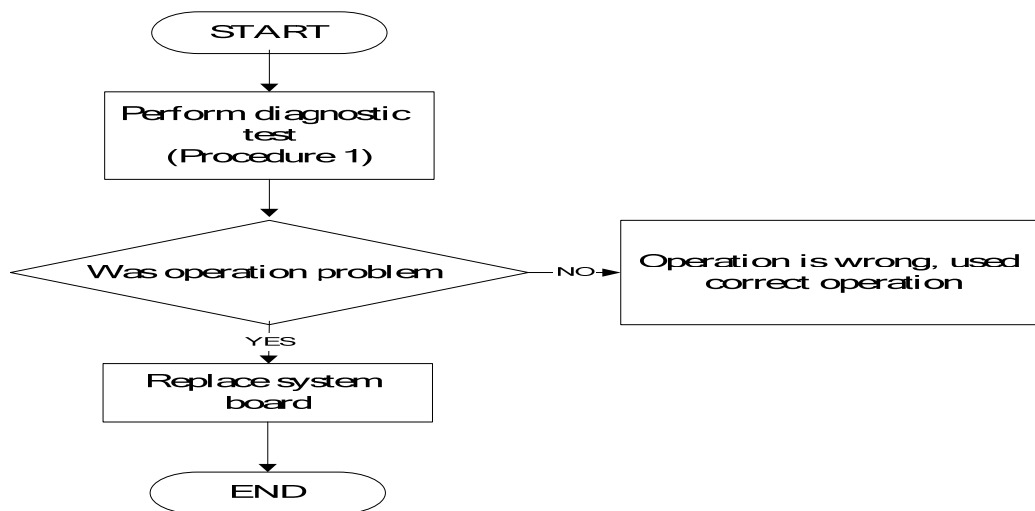 START
Perform diagnostic
test
(Procedure 1)
Was operation problem
NO
Operation is wrong, used
correct operation
YES
Replace system
board
END